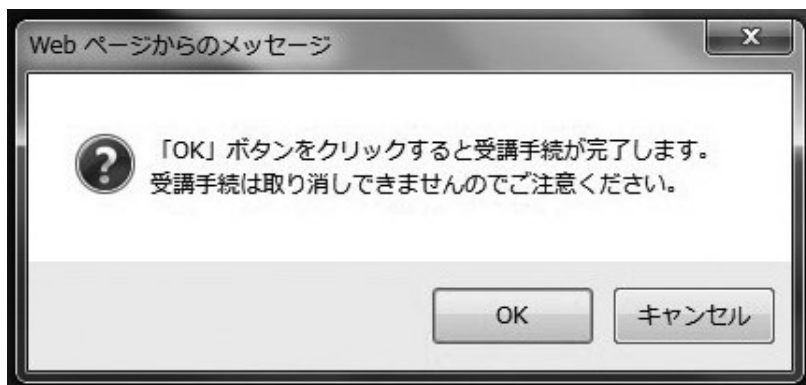 Web ページからのメッセージ
「OK」ボタンをクリックすると受講手続が完了します。
受講手続は取り消しできませんのでご注意ください。
OK
キャンセル